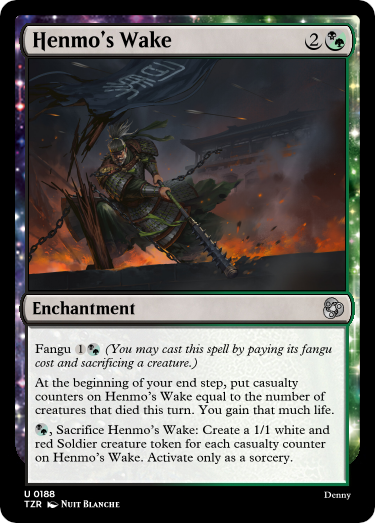 Henmo's Wake 2
Enchantment
Fangu 1 (You may cast this spell by paying its fangu
cost and sacrificing a creature.)
At the beginning of your end step, put casualty
counters on Henmo's Wake equal to the number of
creatures that died this turn. You gain that much life.
, Sacrifice Henmo's Wake: Create a 1/1 white and
red Soldier creature token for each casualty counter
on Henmo's Wake. Activate only as a sorcery.
U 0188
Denny
TZR Nuit Blanche